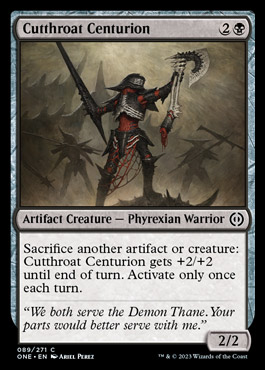 Cutthroat Centurion 2
Artifact Creature — Phyrexian Warrior
Sacrifice another artifact or creature:
Cutthroat Centurion gets +2/+2
until end of turn. Activate only once
each turn.
“We both serve the Demon Thane. Your
parts would better serve with me.”
2/2
089/271 C
ONE • EN Ariel Perez
™ & © 2023 Wizards of the Coast